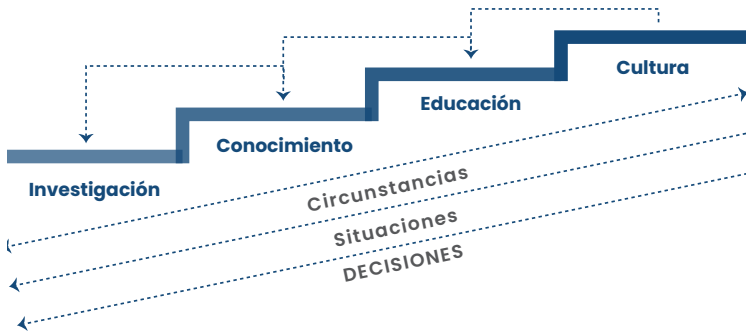 Cultura
Educación
Conocimiento
Investigación
Circunstancias
Situaciones
DECISIONES